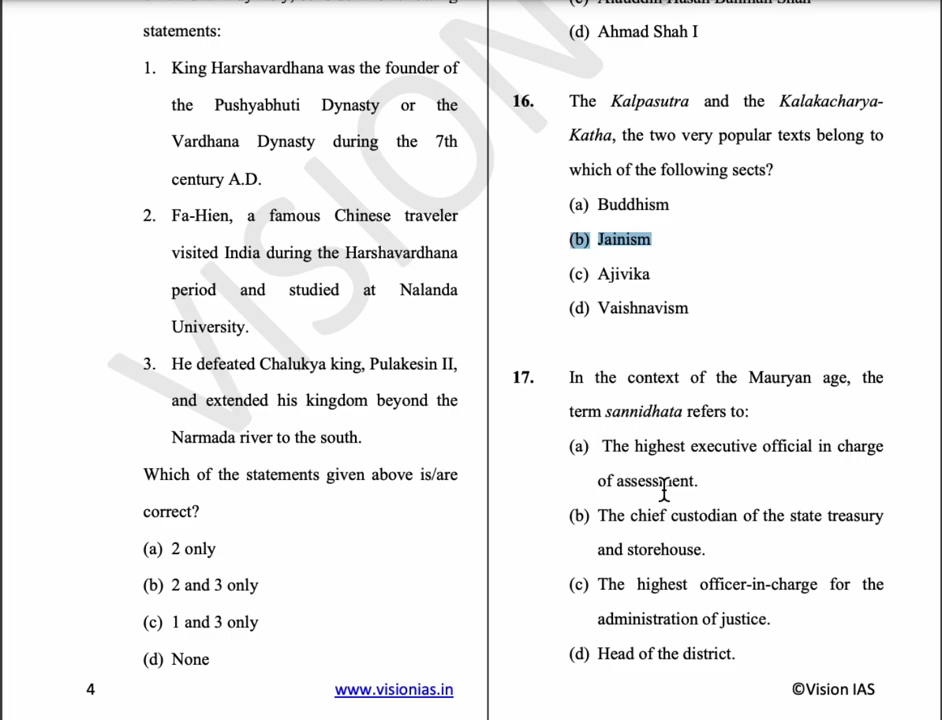 statements:
1. King Harshavardhana was the founder of
the Pushyabhuti Dynasty or the
Vardhana Dynasty during the 7th
century A.D.
2. Fa-Hien, a famous Chinese traveler
visited India during the Harshavardhana
period and studied at Nalanda
University.
3. He defeated Chalukya king, Pulakesin II,
and extended his kingdom beyond the
Narmada river to the south.
Which of the statements given above is/are
correct?
(a) 2 only
(b) 2 and 3 only
(c) 1 and 3 only
(d) None
(d) Ahmad Shah I
16. The Kalpasutra and the Kalakacharya-
Katha, the two very popular texts belong to
which of the following sects?
(a) Buddhism
(b) Jainism
(c) Ajivika
(d) Vaishnavism
17. In the context of the Mauryan age, the
term sannidhata refers to:
(a) The highest executive official in charge
of assessment.
(b) The chief custodian of the state treasury
and storehouse.
(c) The highest officer-in-charge for the
administration of justice.
(d) Head of the district.
4 www.visionias.in ©Vision IAS
VISION